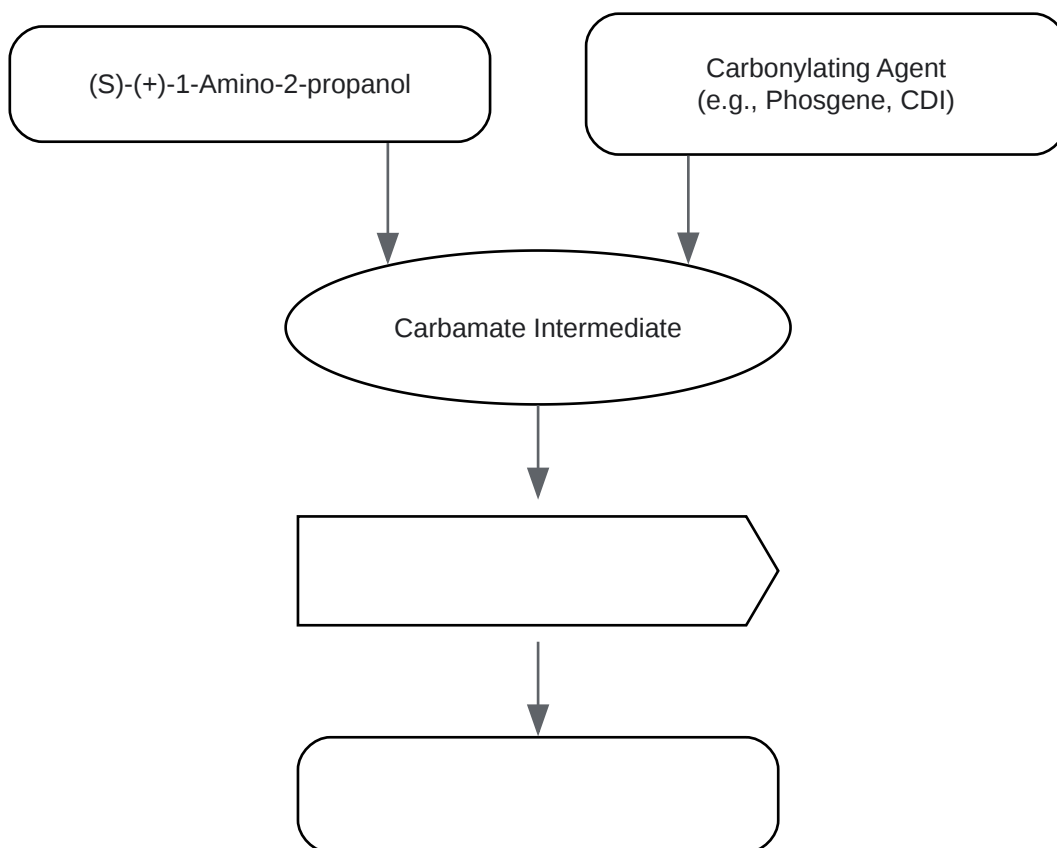 (S)-(+)-1-Amino-2-propanol
Carbonylating Agent
(e.g., Phosgene, CDI)
Carbamate Intermediate